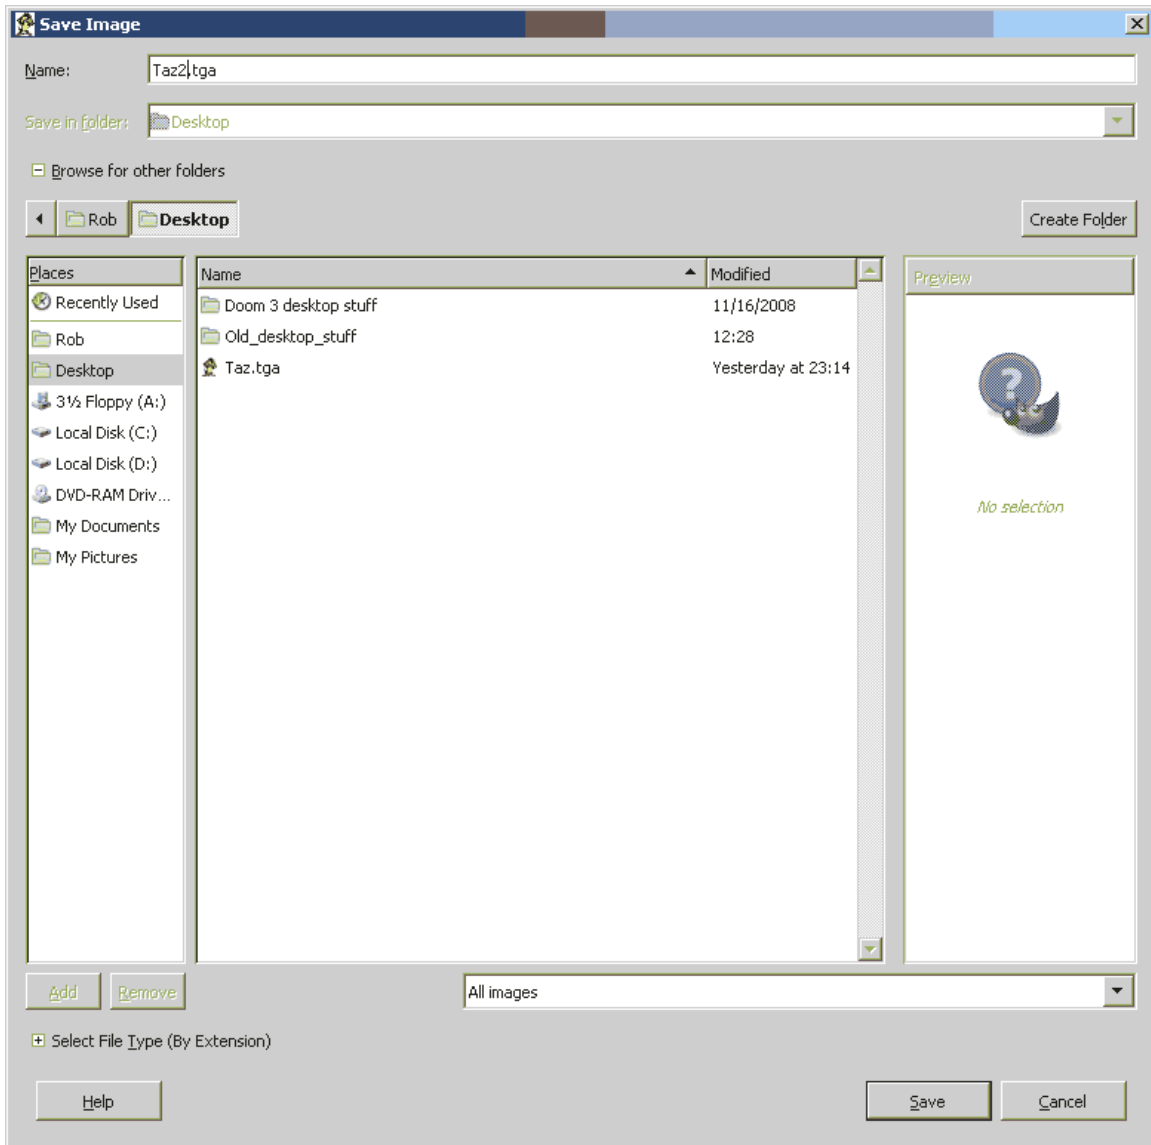 Save Image
Name: Taz2.tga
Save in folder: Desktop
Browse for other folders
Rob Desktop Create Folder
Places Name Modified Preview
Recently Used Doom 3 desktop stuff 11/16/2008
Rob Old_desktop_stuff 12:28
Desktop Taz.tga Yesterday at 23:14
3½ Floppy (A:)
Local Disk (C:)
Local Disk (D:)
DVD-RAM Driv...
My Documents
My Pictures
No selection
Add Remove All images
Select File Type (By Extension)
Help Save Cancel